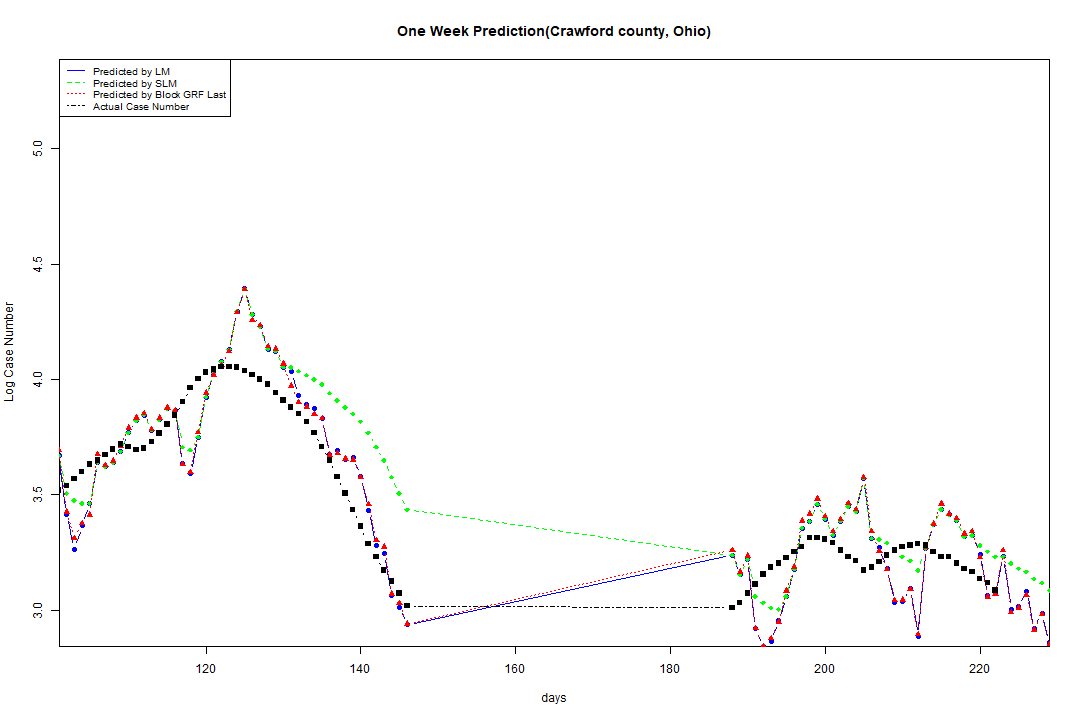 One Week Prediction(Crawford county, Ohio)
Predicted by LM
Predicted by SLM
Predicted by Block GRF Last
Actual Case Number
Log Case Number
5.0
4.5
4.0
3.5
3.0
120 140 160 180 200 220
days